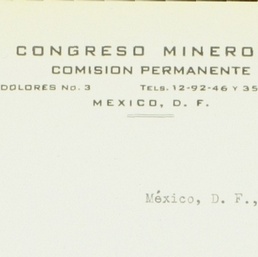 CONGRESO MINERO
COMISION PERMANENTE
DOLORES No. 3 TELS. 12-92-46 Y 35
MEXICO, D. F.
México, D. F.,